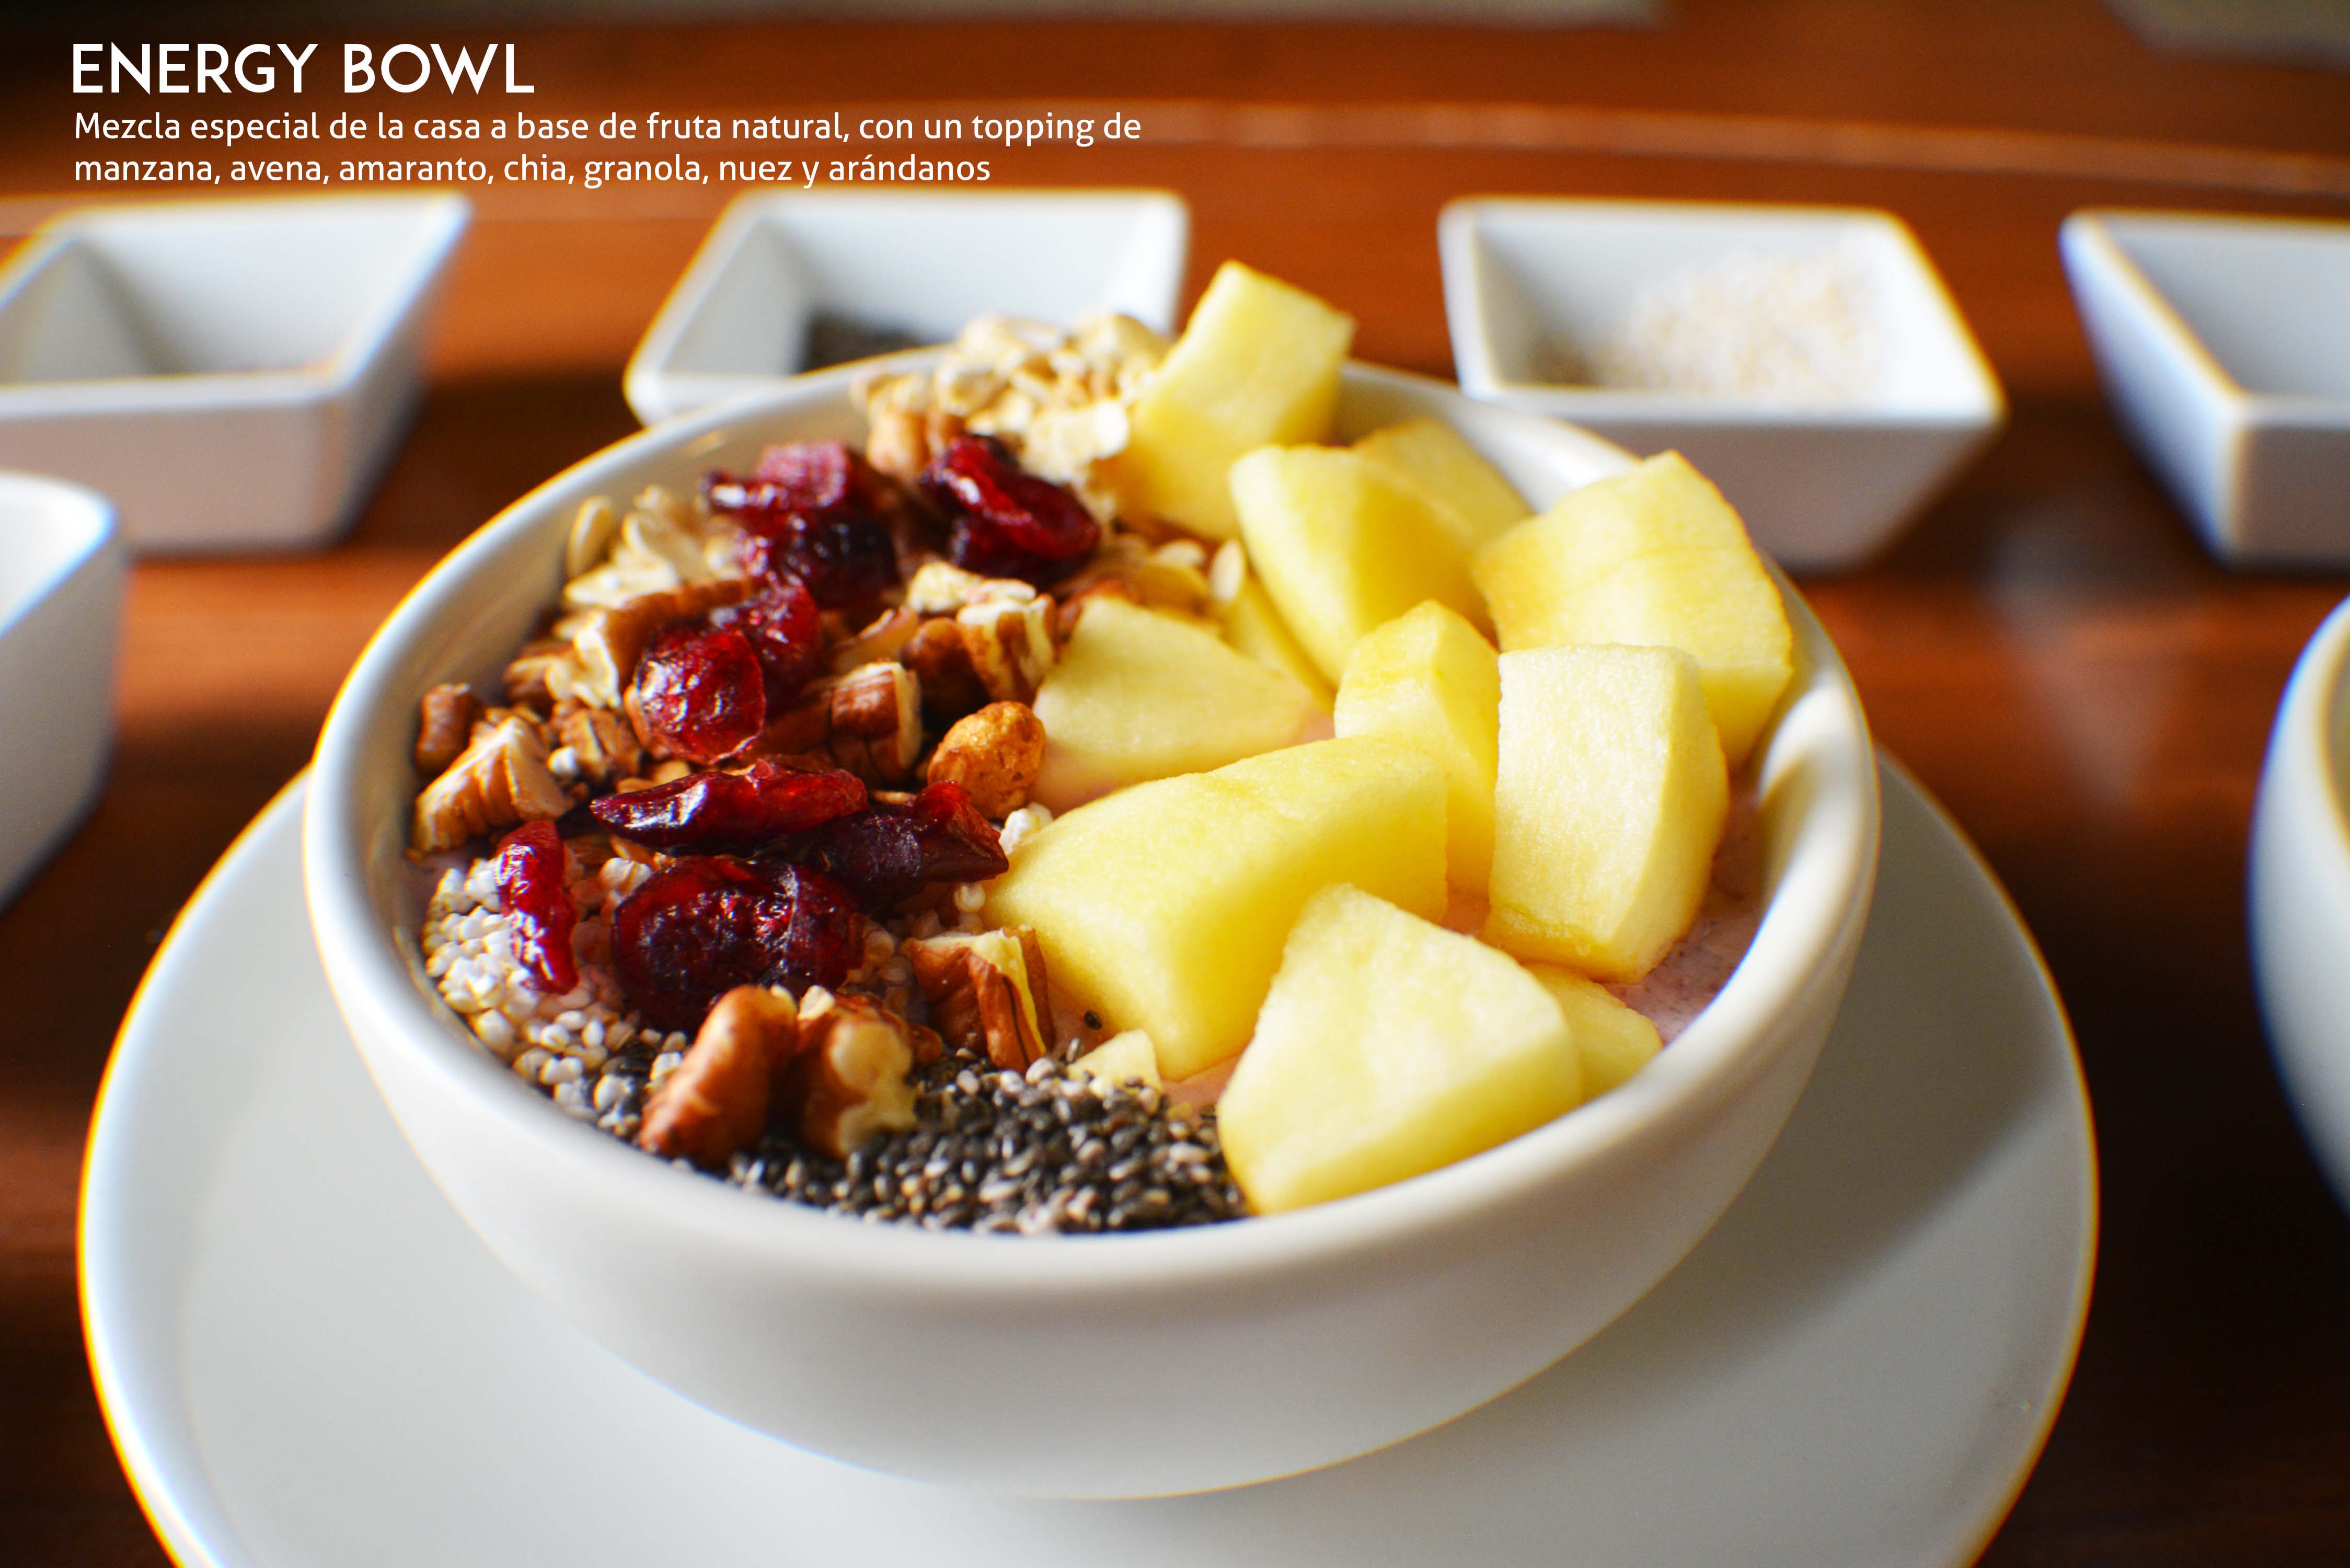 ENERGY BOWL
Mezcla especial de la casa a base de fruta natural, con un topping de
manzana, avena, amaranto, chia, granola, nuez y arándanos